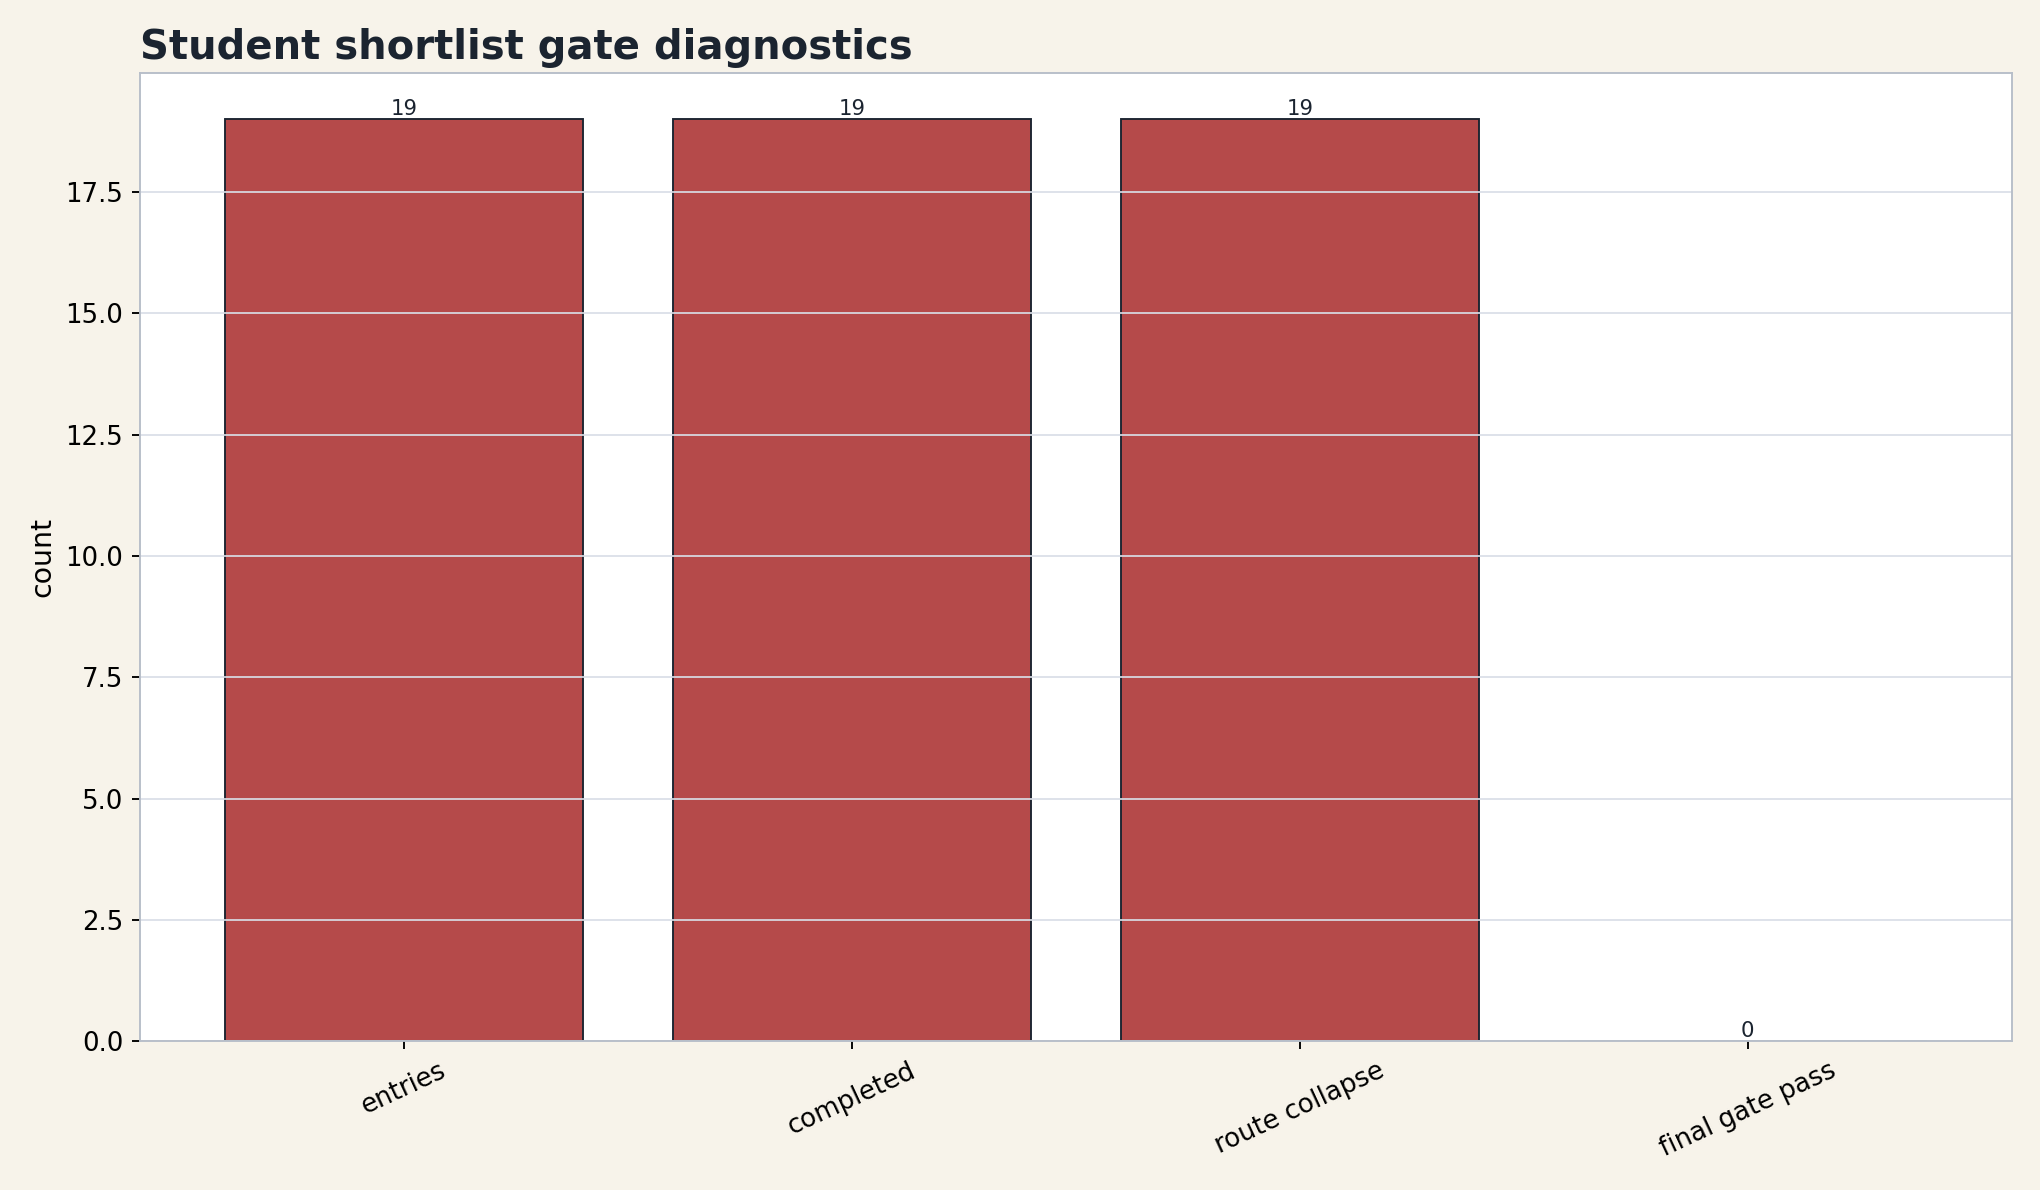 Student shortlist gate diagnostics
19
19
19
0
17.5
15.0
12.5
10.0
7.5
5.0
2.5
0.0
count
entries
completed
route collapse
final gate pass